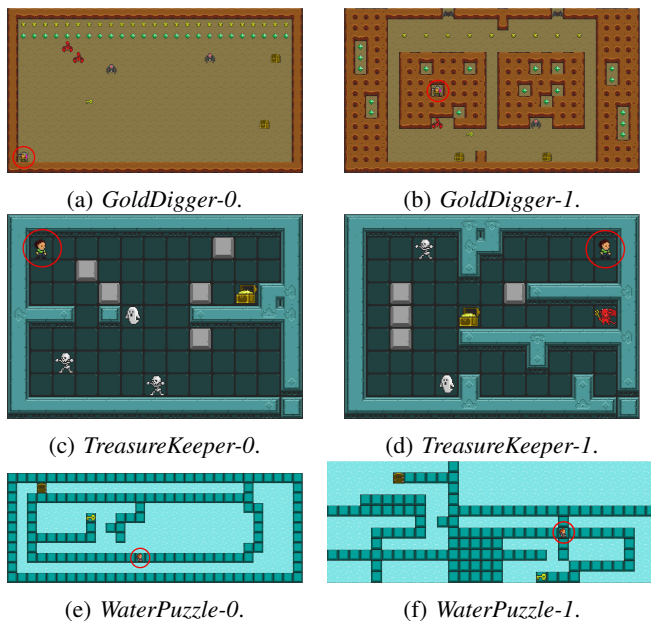 (a) GoldDigger-0.
(b) GoldDigger-1.
(c) TreasureKeeper-0.
(d) TreasureKeeper-1.
(e) WaterPuzzle-0.
(f) WaterPuzzle-1.